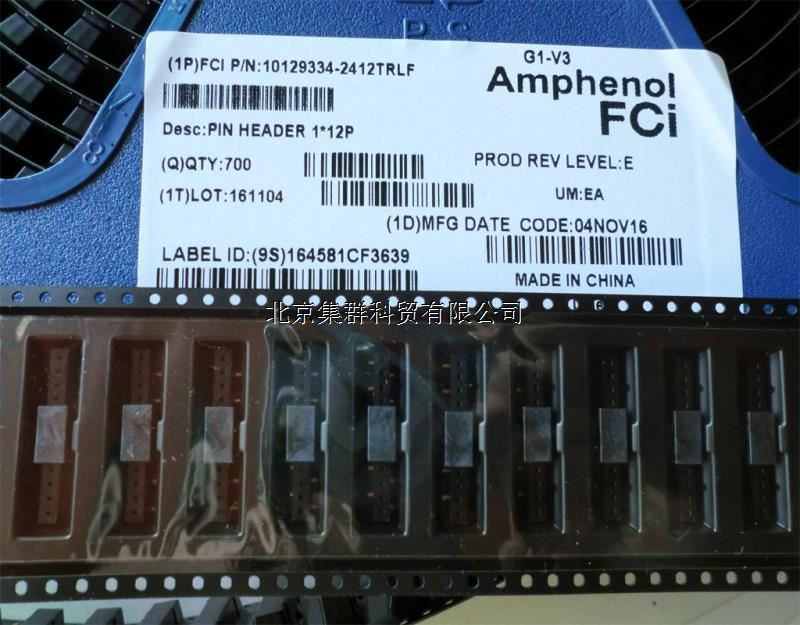 G1-V3
(1P)FCI P/N:10129334-2412TRLF
Amphenol
FCi
Desc:PIN HEADER 1*12P
(Q)QTY:700
PROD REV LEVEL:E
(1T)LOT:161104
UM:EA
(1D)MFG DATE CODE:04NOV16
LABEL ID:(9S)164581CF3639
MADE IN CHINA
北京集群科贸有限公司